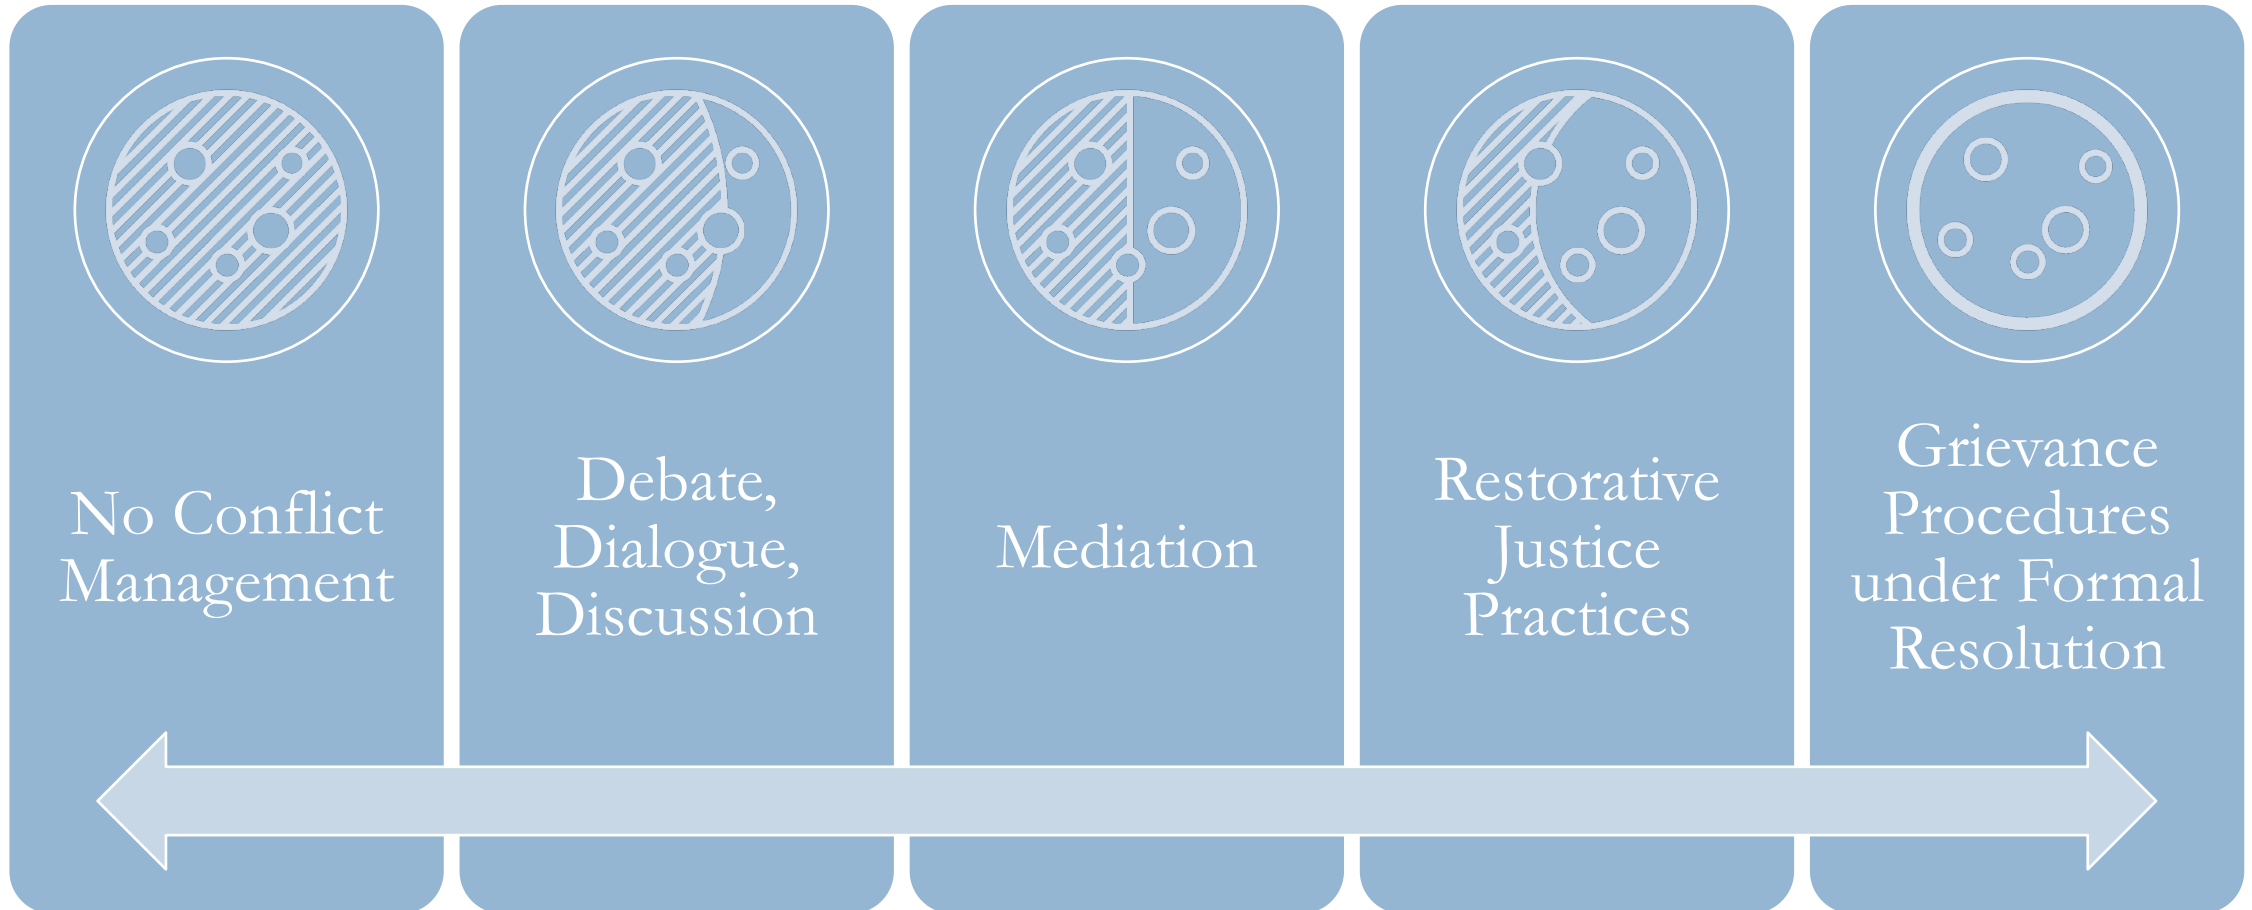 No Conflict
Management
Debate,
Dialogue,
Discussion
Mediation
Restorative
Justice
Practices
Grievance
Procedures
under Formal
Resolution